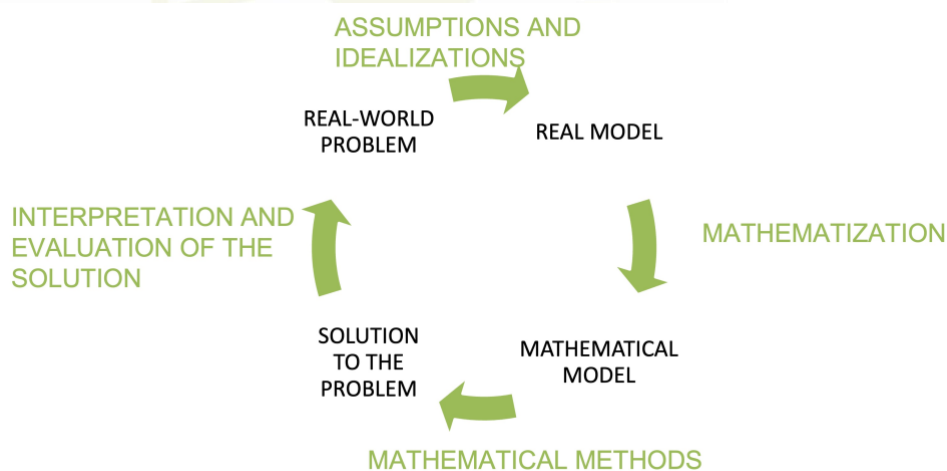 ASSUMPTIONS AND
IDEALIZATIONS
REAL-WORLD
PROBLEM
REAL MODEL
INTERPRETATION AND
EVALUATION OF THE
SOLUTION
MATHEMATIZATION
SOLUTION
TO THE
PROBLEM
MATHEMATICAL
MODEL
MATHEMATICAL METHODS